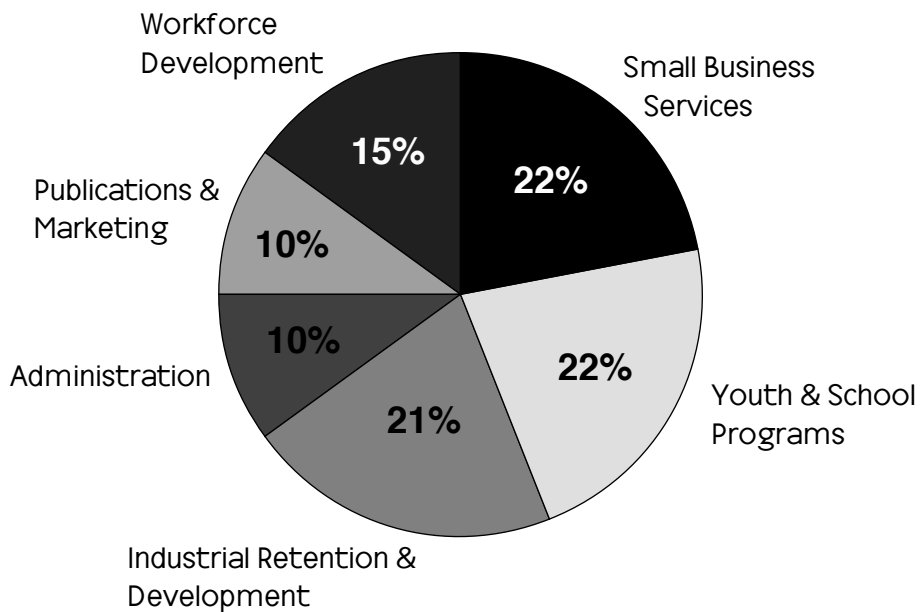 Workforce
Development
Small Business
Services
15%
22%
Publications &
Marketing
10%
10%
Administration
22%
Youth & School
Programs
21%
Industrial Retention &
Development